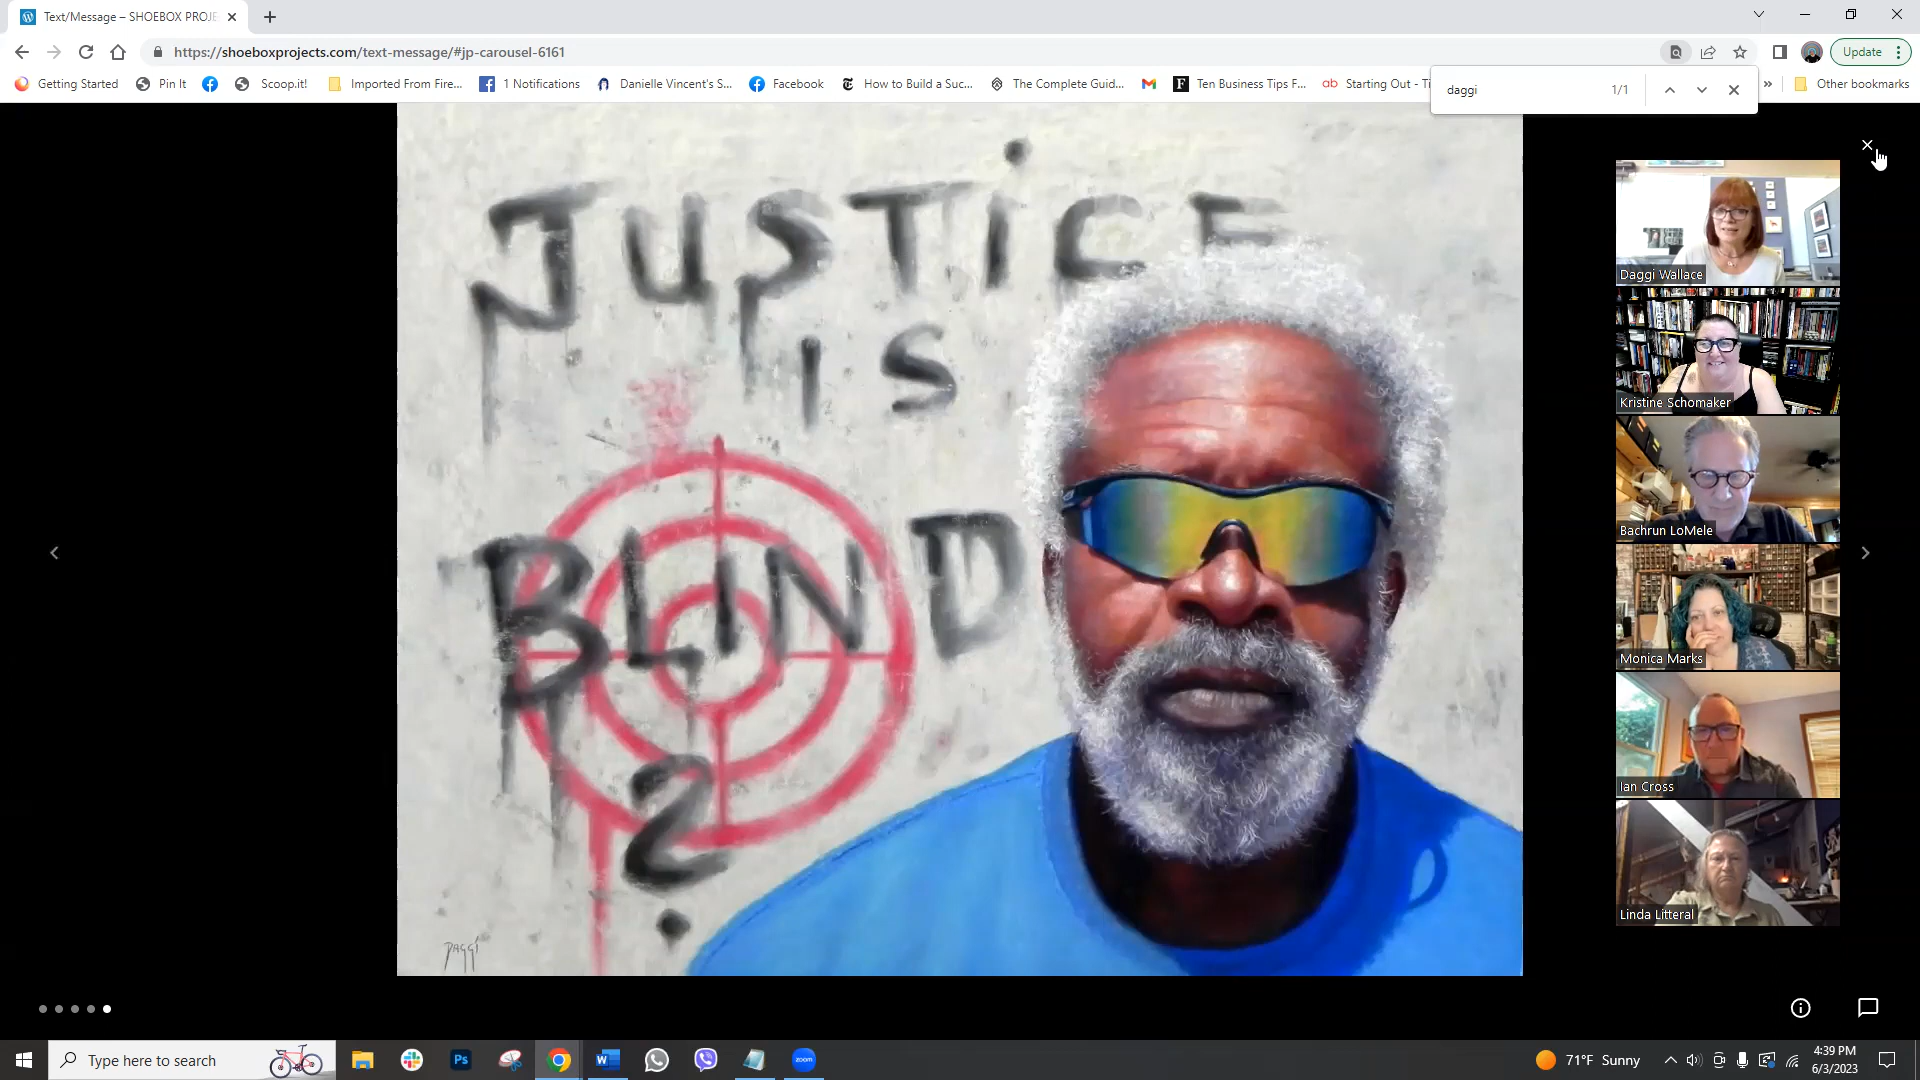 Text/Message – SHOEBOX PROJE
https://shoeboxprojects.com/text-message/#jp-carousel-6161
Update
Getting Started
Pin It
Scoop.it!
Imported From Fire...
1 Notifications
Danielle Vincent's S...
Facebook
How to Build a Suc...
The Complete Guid...
Ten Business Tips F...
ab
Starting Out - Ti
»
Other bookmarks
daggi
1/1
JUSTICE
IS
BLIND
?
DAGGI
Daggi Wallace
Kristine Schomaker
Bachrun LoMele
Monica Marks
Ian Cross
Linda Litteral
Type here to search
Ps
W
zoom
71°F Sunny
4:39 PM
6/3/2023